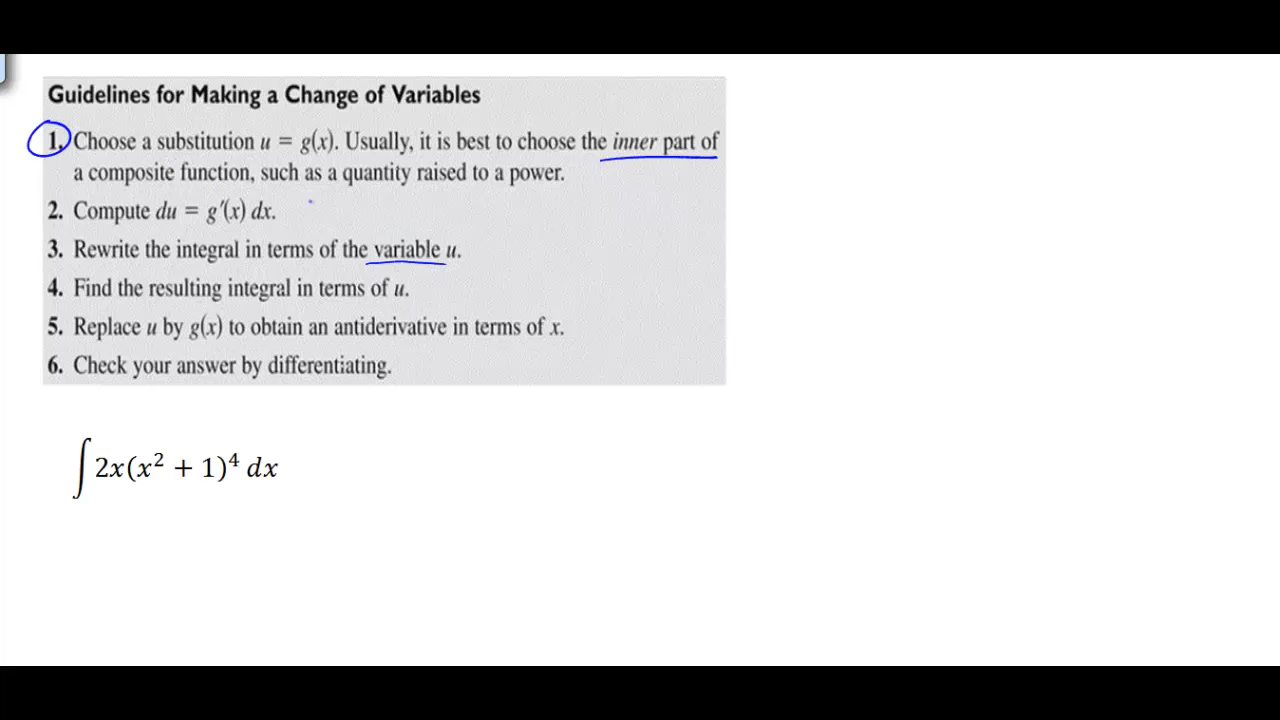 Guidelines for Making a Change of Variables
1. Choose a substitution u = g(x). Usually, it is best to choose the inner part of
a composite function, such as a quantity raised to a power.
2. Compute du = g′(x) dx.
3. Rewrite the integral in terms of the variable u.
4. Find the resulting integral in terms of u.
5. Replace u by g(x) to obtain an antiderivative in terms of x.
6. Check your answer by differentiating.
∫ 2x(x² + 1)⁴ dx